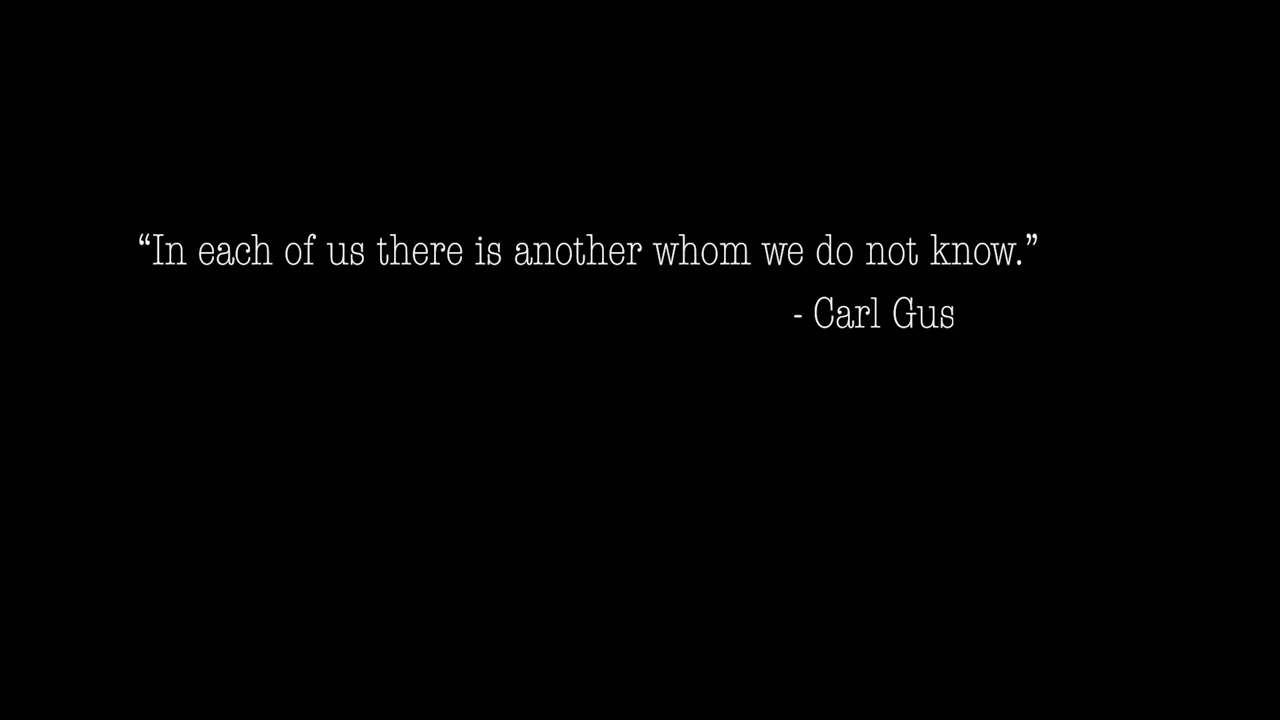 “In each of us there is another whom we do not know.”
- Carl Gus